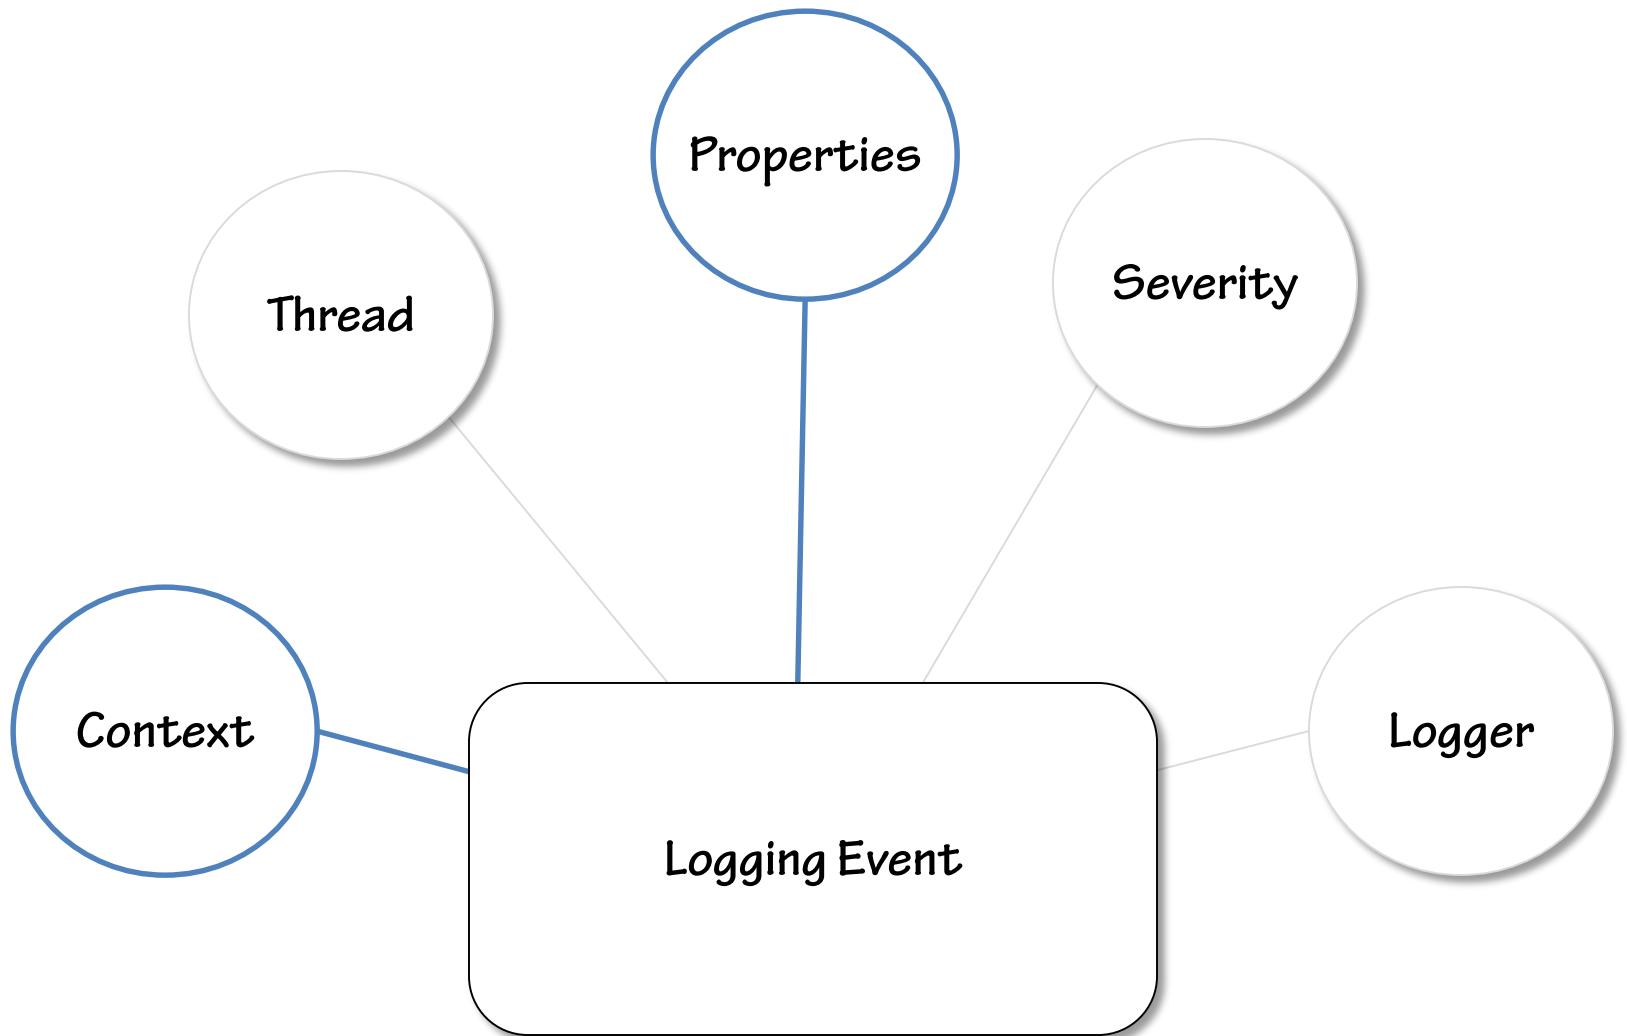 Properties
Severity
Thread
Context
Logger
Logging Event